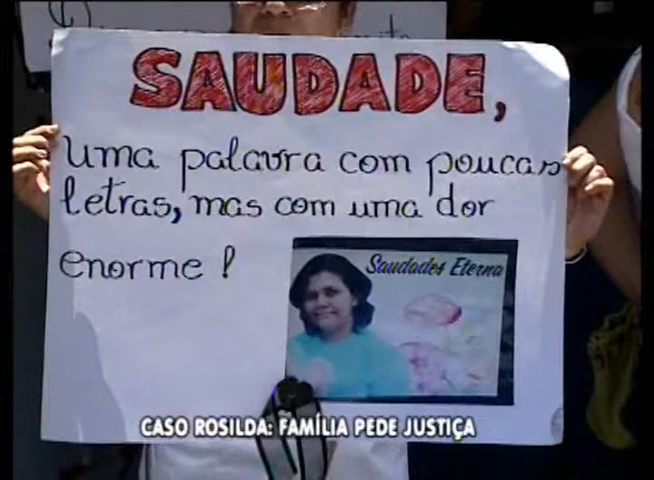 SAUDADE,
uma palavra com poucas
letras, mas com uma dor
enorme!
Saudades Eterna
CASO ROSILDA: FAMÍLIA PEDE JUSTIÇA